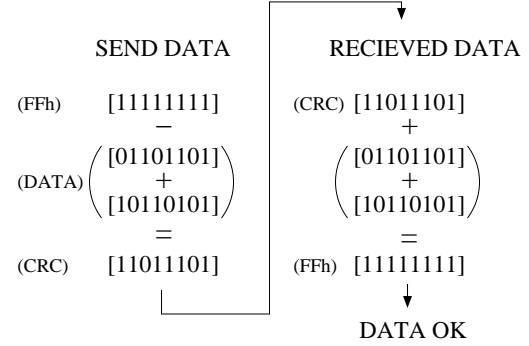 SEND DATA
(FFh) [11111111]
−
[01101101]
(DATA) +
[10110101]
=
(CRC) [11011101]
RECIEVED DATA
(CRC) [11011101]
+
[01101101]
+
[10110101]
=
(FFh) [11111111]
DATA OK